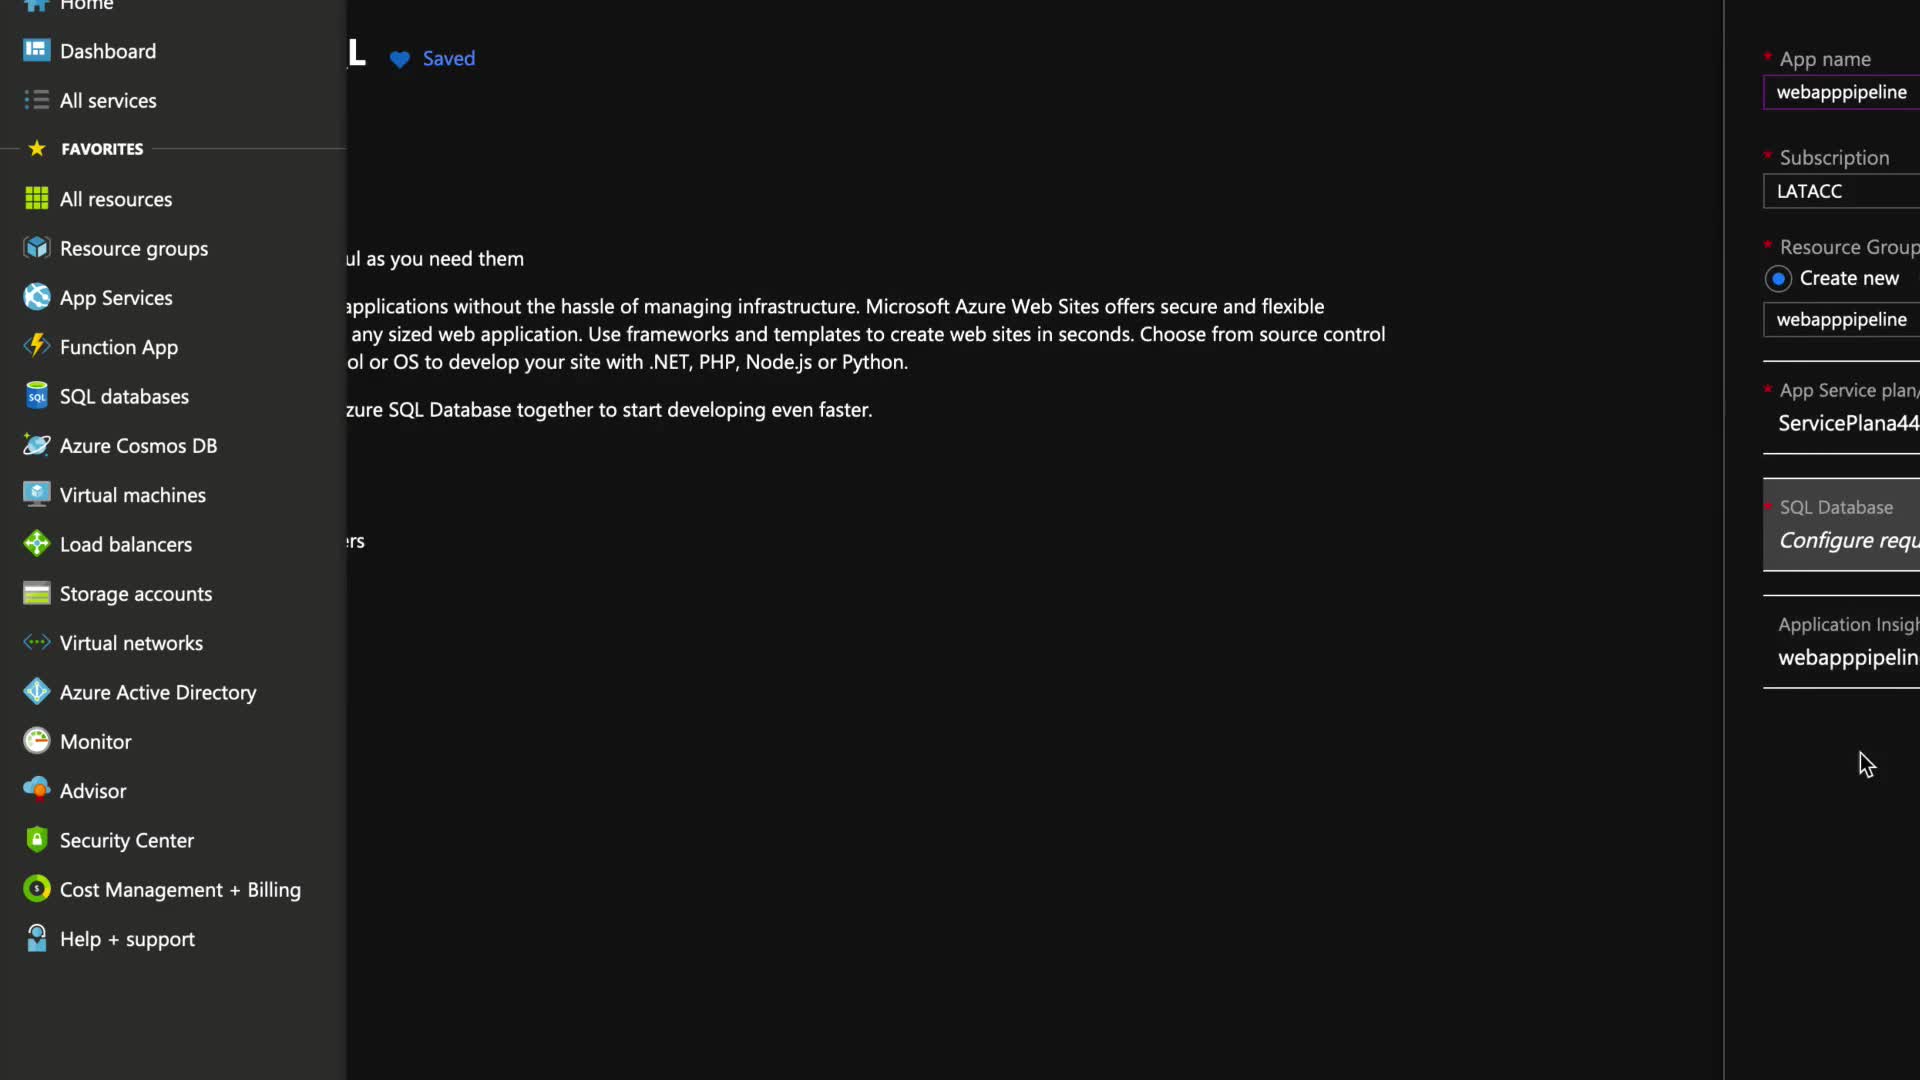 Home
Dashboard
All services
FAVORITES
All resources
Resource groups
App Services
Function App
SQL databases
Azure Cosmos DB
Virtual machines
Load balancers
Storage accounts
Virtual networks
Azure Active Directory
Monitor
Advisor
Security Center
Cost Management + Billing
Help + support
L Saved
ul as you need them
applications without the hassle of managing infrastructure. Microsoft Azure Web Sites offers secure and flexible
any sized web application. Use frameworks and templates to create web sites in seconds. Choose from source control
ol or OS to develop your site with .NET, PHP, Node.js or Python.
zure SQL Database together to start developing even faster.
ers
* App name
webapppipeline
* Subscription
LATACC
* Resource Group
Create new
webapppipeline
* App Service plan/
ServicePlana44
* SQL Database
Configure requ
Application Insigh
webapppipelin